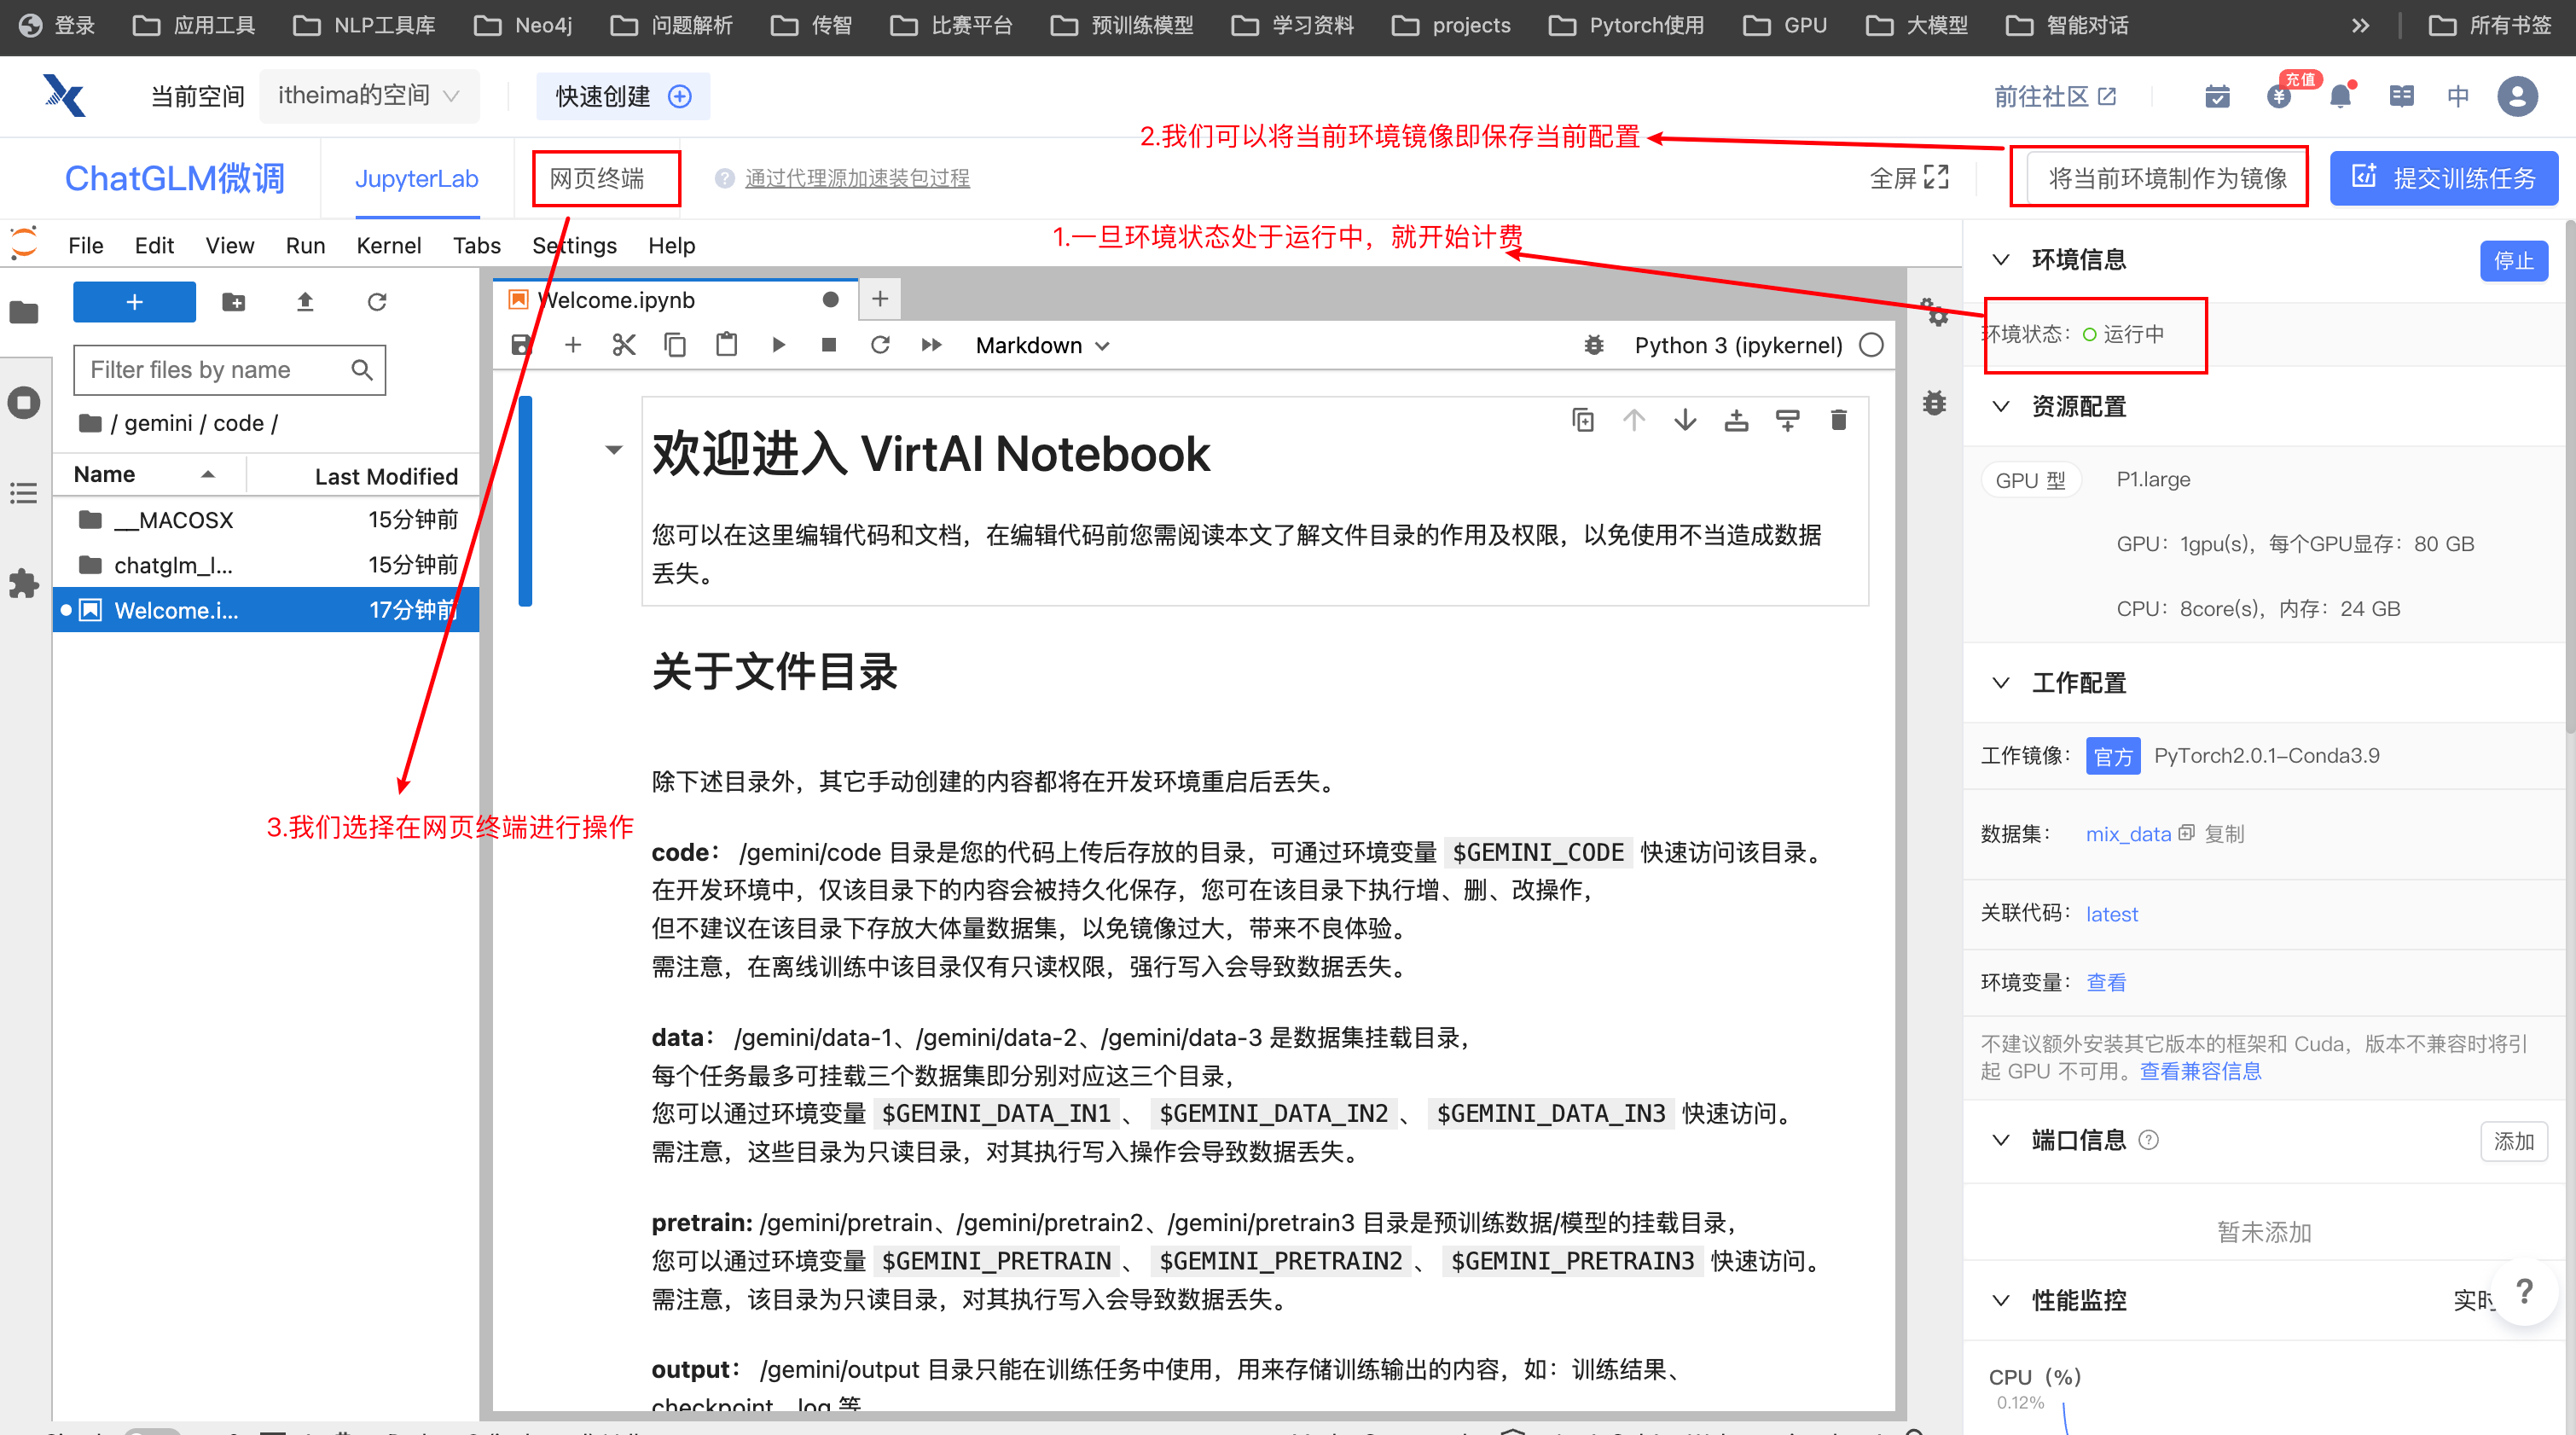 登录 应用工具 NLP工具库 Neo4j 问题解析 传智 比赛平台 预训练模型 学习资料 projects Pytorch使用 GPU 大模型 智能对话 所有书签
当前空间 itheima的空间 快速创建 前往社区 充值 中
2.我们可以将当前环境镜像即保存当前配置
ChatGLM微调 JupyterLab 网页终端 通过代理源加速装包过程 全屏 将当前环境制作为镜像 提交训练任务
1.一旦环境状态处于运行中，就开始计费
File Edit View Run Kernel Tabs Settings Help
Welcome.ipynb
Markdown Python 3 (ipykernel)
Filter files by name
/ gemini / code /
Name Last Modified
__MACOSX 15分钟前
chatglm_l... 15分钟前
Welcome.i... 17分钟前
3.我们选择在网页终端进行操作
欢迎进入 VirtAI Notebook
您可以在这里编辑代码和文档，在编辑代码前您需阅读本文了解文件目录的作用及权限，以免使用不当造成数据
丢失。
关于文件目录
除下述目录外，其它手动创建的内容都将在开发环境重启后丢失。
code： /gemini/code 目录是您的代码上传后存放的目录，可通过环境变量 $GEMINI_CODE 快速访问该目录。
在开发环境中，仅该目录下的内容会被持久化保存，您可在该目录下执行增、删、改操作，
但不建议在该目录下存放大体量数据集，以免镜像过大，带来不良体验。
需注意，在离线训练中该目录仅有只读权限，强行写入会导致数据丢失。
data： /gemini/data-1、/gemini/data-2、/gemini/data-3 是数据集挂载目录，
每个任务最多可挂载三个数据集即分别对应这三个目录，
您可以通过环境变量 $GEMINI_DATA_IN1 、 $GEMINI_DATA_IN2 、 $GEMINI_DATA_IN3 快速访问。
需注意，这些目录为只读目录，对其执行写入操作会导致数据丢失。
pretrain: /gemini/pretrain、/gemini/pretrain2、/gemini/pretrain3 目录是预训练数据/模型的挂载目录，
您可以通过环境变量 $GEMINI_PRETRAIN 、 $GEMINI_PRETRAIN2 、 $GEMINI_PRETRAIN3 快速访问。
需注意，该目录为只读目录，对其执行写入会导致数据丢失。
output： /gemini/output 目录只能在训练任务中使用，用来存储训练输出的内容，如：训练结果、
checkpoint、log 等
环境信息 停止
环境状态： 运行中
资源配置
GPU 型 P1.large
GPU：1gpu(s)，每个GPU显存：80 GB
CPU：8core(s)，内存：24 GB
工作配置
工作镜像： 官方 PyTorch2.0.1-Conda3.9
数据集： mix_data 复制
关联代码： latest
环境变量： 查看
不建议额外安装其它版本的框架和 Cuda，版本不兼容时将引
起 GPU 不可用。查看兼容信息
端口信息 添加
暂未添加
性能监控 实时
CPU（%）
0.12%